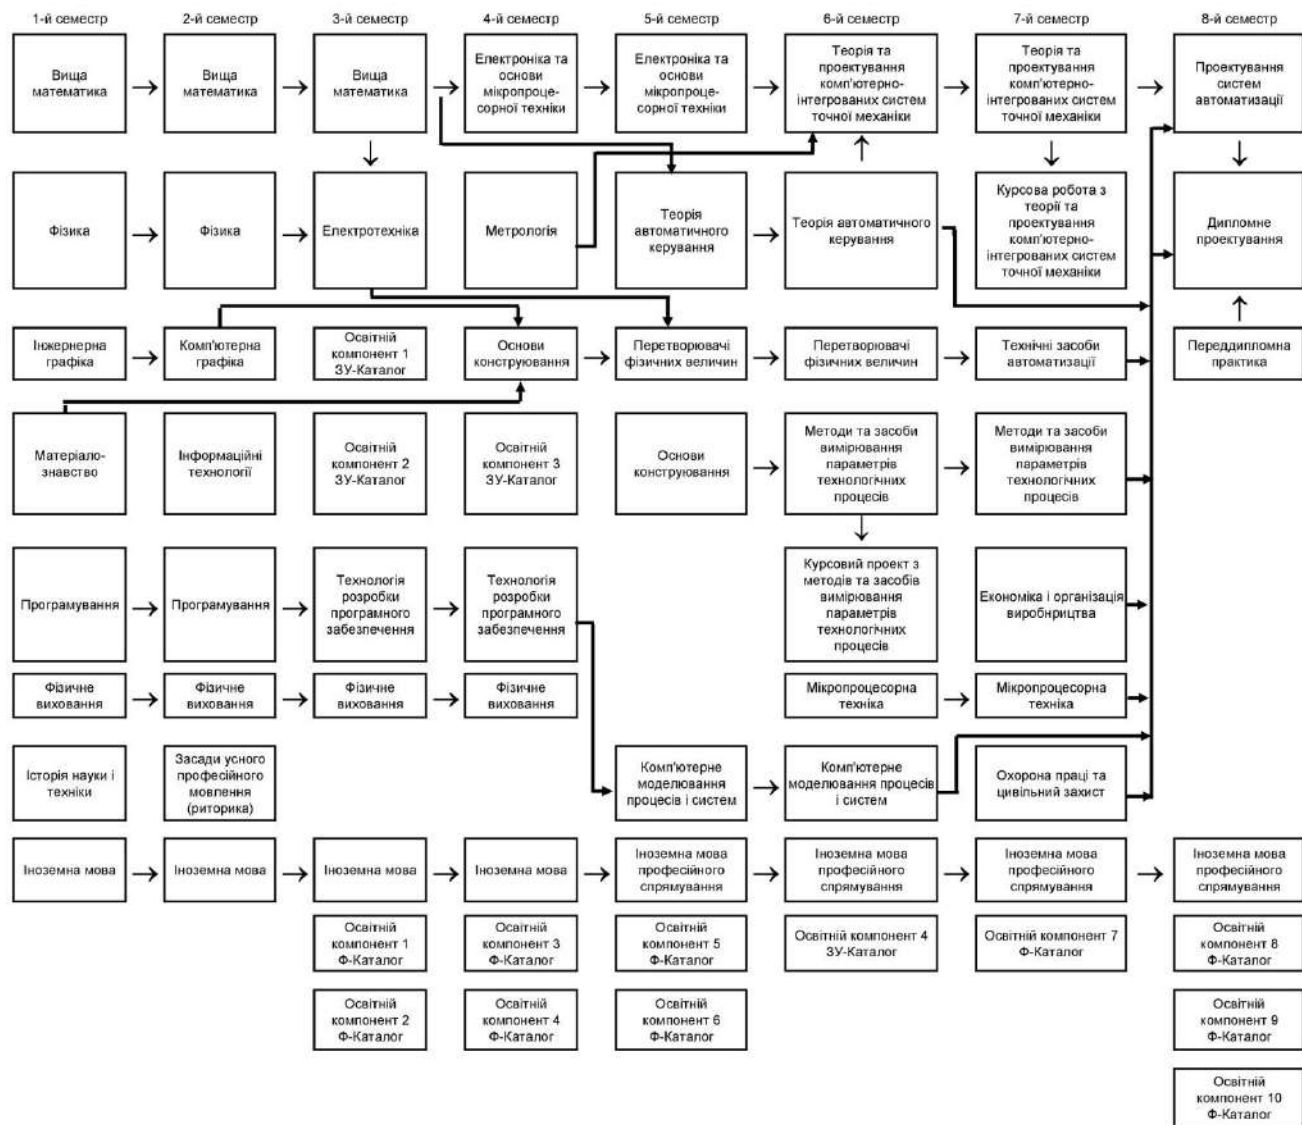 1-й семестр
2-й семестр
3-й семестр
4-й семестр
5-й семестр
6-й семестр
7-й семестр
8-й семестр
Вища
математика
Вища
математика
Вища
математика
Електроніка та
основи
мікропроце-
сорної техніки
Електроніка та
основи
мікропроце-
сорної техніки
Теорія та
проектування
комп'ютерно-
інтегрованих систем
точної механіки
Теорія та
проектування
комп'ютерно-
інтегрованих систем
точної механіки
Проектування
систем
автоматизації
Фізика
Фізика
Електротехніка
Метрологія
Теорія
автоматичного
керування
Теорія автоматичного
керування
Курсова робота з
теорії та
проектування
комп'ютерно-
інтегрованих систем
точної механіки
Дипломне
проектування
Інжернерна
графіка
Комп'ютерна
графіка
Освітній
компонент 1
ЗУ-Каталог
Основи
конструювання
Перетворювачі
фізичних величин
Перетворювачі
фізичних величин
Технічні засоби
автоматизації
Переддипломна
практика
Матеріало-
знавство
Інформаційні
технології
Освітній
компонент 2
ЗУ-Каталог
Освітній
компонент 3
ЗУ-Каталог
Основи
конструювання
Методи та засоби
вимірювання
параметрів
технологічних
процесів
Методи та засоби
вимірювання
параметрів
технологічних
процесів
Програмування
Програмування
Технологія
розробки
програмного
забезпечення
Технологія
розробки
програмного
забезпечення
Курсовий проект з
методів та засобів
вимірювання
параметрів
технологічних
процесів
Економіка і організація
виробнрицтва
Фізичне
виховання
Фізичне
виховання
Фізичне
виховання
Фізичне
виховання
Мікропроцесорна
техніка
Мікропроцесорна
техніка
Історія науки і
техніки
Засади усного
професійного
мовлення
(риторика)
Комп'ютерне
моделювання
процесів і систем
Комп'ютерне
моделювання процесів
і систем
Охорона праці та
цивільний захист
Іноземна мова
Іноземна мова
Іноземна мова
Іноземна мова
Іноземна мова
професійного
спрямування
Іноземна мова
професійного
спрямування
Іноземна мова
професійного
спрямування
Іноземна мова
професійного
спрямування
Освітній
компонент 1
Ф-Каталог
Освітній
компонент 3
Ф-Каталог
Освітній
компонент 5
Ф-Каталог
Освітній компонент 4
ЗУ-Каталог
Освітній компонент 7
Ф-Каталог
Освітній
компонент 8
Ф-Каталог
Освітній
компонент 2
Ф-Каталог
Освітній
компонент 4
Ф-Каталог
Освітній
компонент 6
Ф-Каталог
Освітній
компонент 9
Ф-Каталог
Освітній
компонент 10
Ф-Каталог